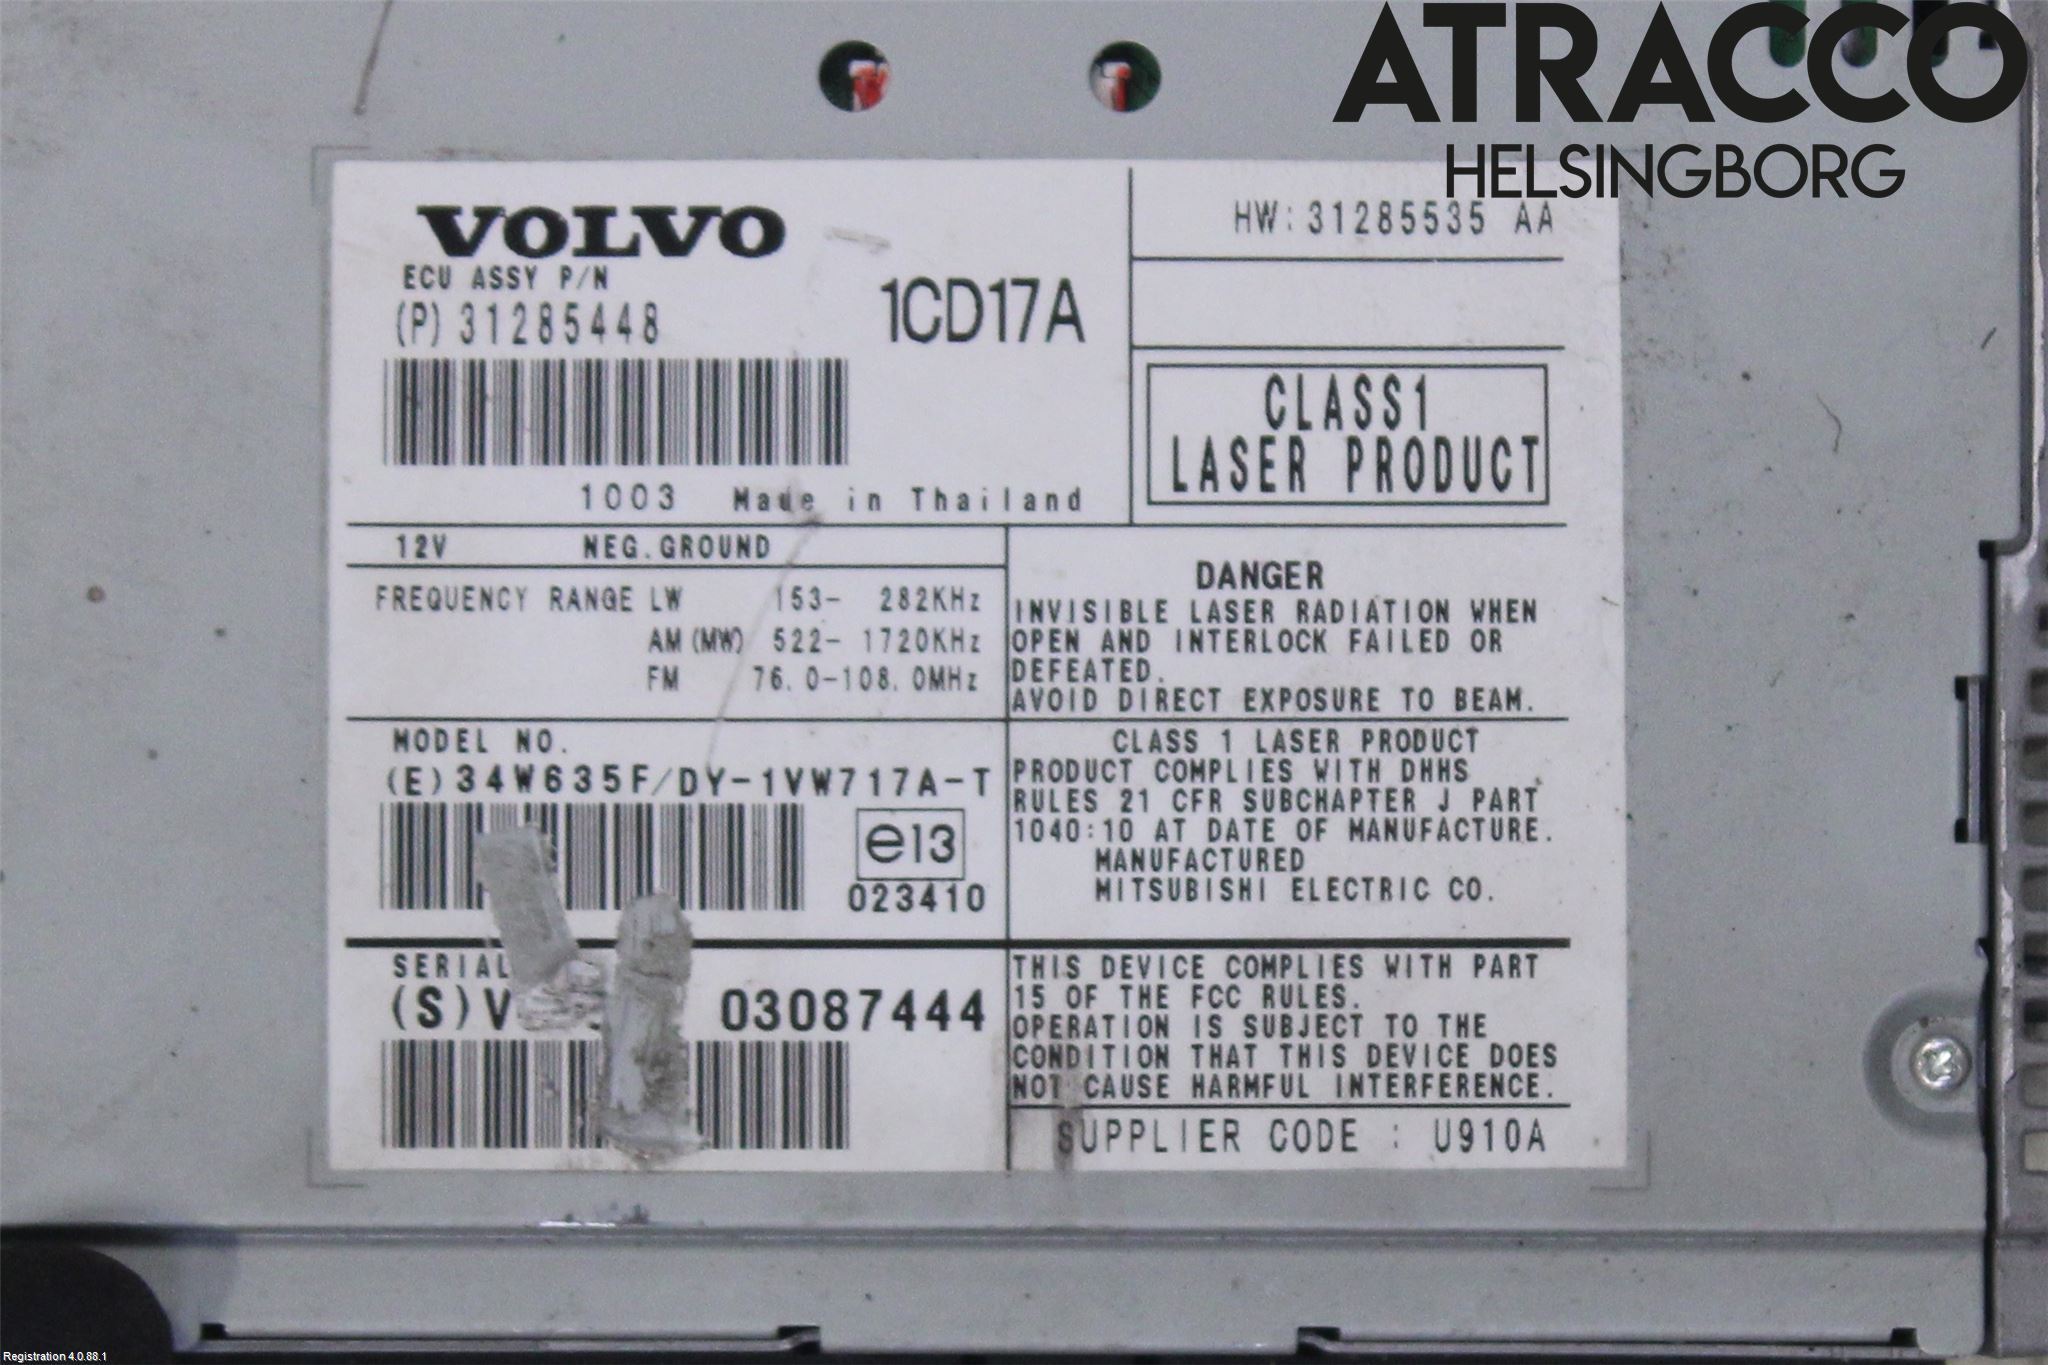 ATRACCO
HELSINGBORG
VOLVO
ECU ASSY P/N
(P) 31285448
1CD17A
HW: 31285535 AA
CLASS1
LASER PRODUCT
1003 Made in Thailand
12V NEG. GROUND
FREQUENCY RANGE LW 153- 282KHz
AM (MW) 522- 1720KHz
FM 76.0-108.0MHz
DANGER
INVISIBLE LASER RADIATION WHEN
OPEN AND INTERLOCK FAILED OR
DEFEATED.
AVOID DIRECT EXPOSURE TO BEAM.
MODEL NO.
(E) 34W635F/DY-1VW717A-T
e13
023410
CLASS 1 LASER PRODUCT
PRODUCT COMPLIES WITH DHHS
RULES 21 CFR SUBCHAPTER J PART
1040:10 AT DATE OF MANUFACTURE.
MANUFACTURED
MITSUBISHI ELECTRIC CO.
SERIAL
(S) V 03087444
THIS DEVICE COMPLIES WITH PART
15 OF THE FCC RULES.
OPERATION IS SUBJECT TO THE
CONDITION THAT THIS DEVICE DOES
NOT CAUSE HARMFUL INTERFERENCE.
SUPPLIER CODE : U910A
Registration 4.0.88.1